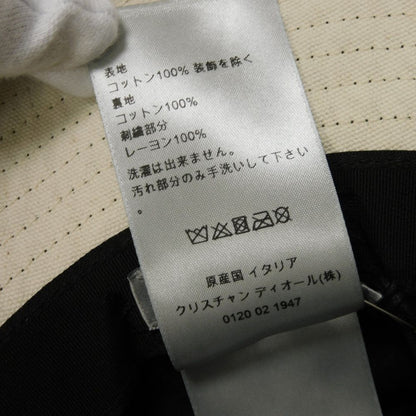 表地
コットン100% 装飾を除く
裏地
コットン100%
刺繍部分
レーヨン100%
洗濯は出来ません。
汚れ部分のみ手洗いして下さい
。
原産国 イタリア
クリスチャン ディオール(株)
0120 02 1947